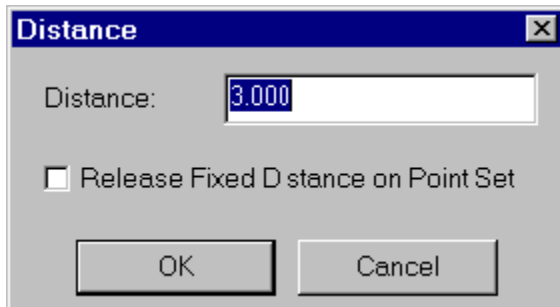 Distance
Distance: 3.000
Release Fixed D stance on Point Set
OK Cancel